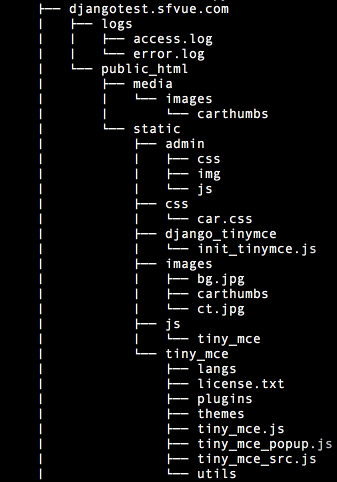 ├── djangotest.sfvue.com
│   ├── logs
│   │   ├── access.log
│   │   └── error.log
│   └── public_html
│       ├── media
│       │   └── images
│       │       └── carthumbs
│       └── static
│           ├── admin
│           │   ├── css
│           │   ├── img
│           │   └── js
│           ├── css
│           │   └── car.css
│           ├── django_tinymce
│           │   └── init_tinymce.js
│           ├── images
│           │   ├── bg.jpg
│           │   ├── carthumbs
│           │   └── ct.jpg
│           ├── js
│           │   └── tiny_mce
│           └── tiny_mce
│               ├── langs
│               ├── license.txt
│               ├── plugins
│               ├── themes
│               ├── tiny_mce.js
│               ├── tiny_mce_popup.js
│               ├── tiny_mce_src.js
│               └── utils